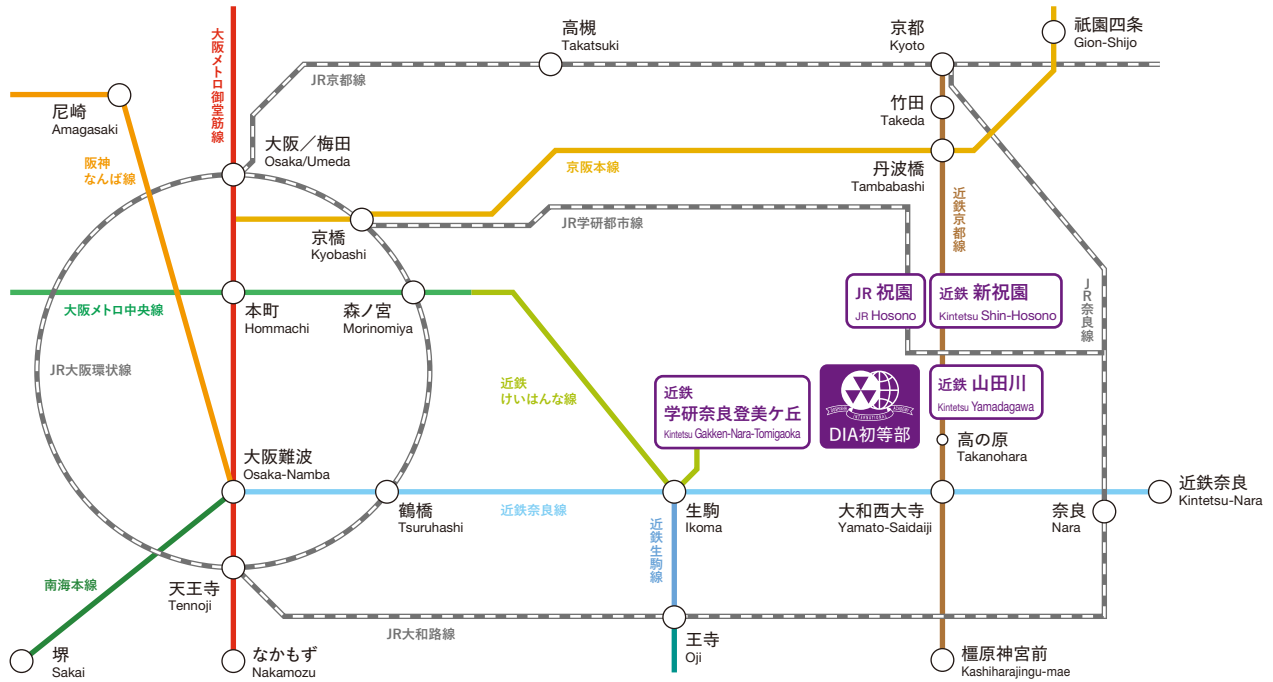 大阪メトロ御堂筋線
高槻
Takatsuki
京都
Kyoto
祇園四条
Gion-Shijo
JR京都線
尼崎
Amagasaki
竹田
Takeda
大阪／梅田
Osaka/Umeda
阪神
なんば線
京阪本線
丹波橋
Tambabashi
近鉄京都線
京橋
Kyobashi
JR学研都市線
JR 祝園
JR Hosono
近鉄 新祝園
Kintetsu Shin-Hosono
JR奈良線
大阪メトロ中央線
本町
Hommachi
森ノ宮
Morinomiya
JR大阪環状線
近鉄
けいはんな線
近鉄
学研奈良登美ケ丘
Kintetsu Gakken-Nara-Tomigaoka
INTERNATIONAL
DIA初等部
近鉄 山田川
Kintetsu Yamadagawa
高の原
Takanohara
大阪難波
Osaka-Namba
近鉄奈良線
鶴橋
Tsuruhashi
生駒
Ikoma
大和西大寺
Yamato-Saidaiji
奈良
Nara
近鉄奈良
Kintetsu-Nara
近鉄生駒線
南海本線
天王寺
Tennoji
JR大和路線
王寺
Oji
堺
Sakai
なかもず
Nakamozu
橿原神宮前
Kashiharajingu-mae